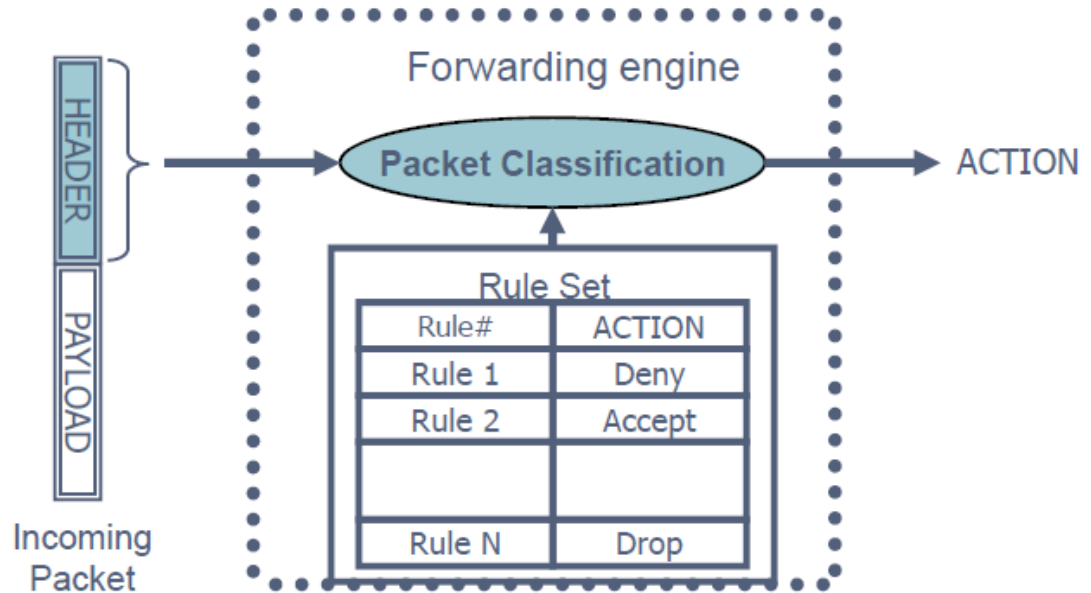 Forwarding engine
HEADER
PAYLOAD
Incoming
Packet
Packet Classification
ACTION
Rule Set
Rule# ACTION
Rule 1 Deny
Rule 2 Accept
Rule N Drop